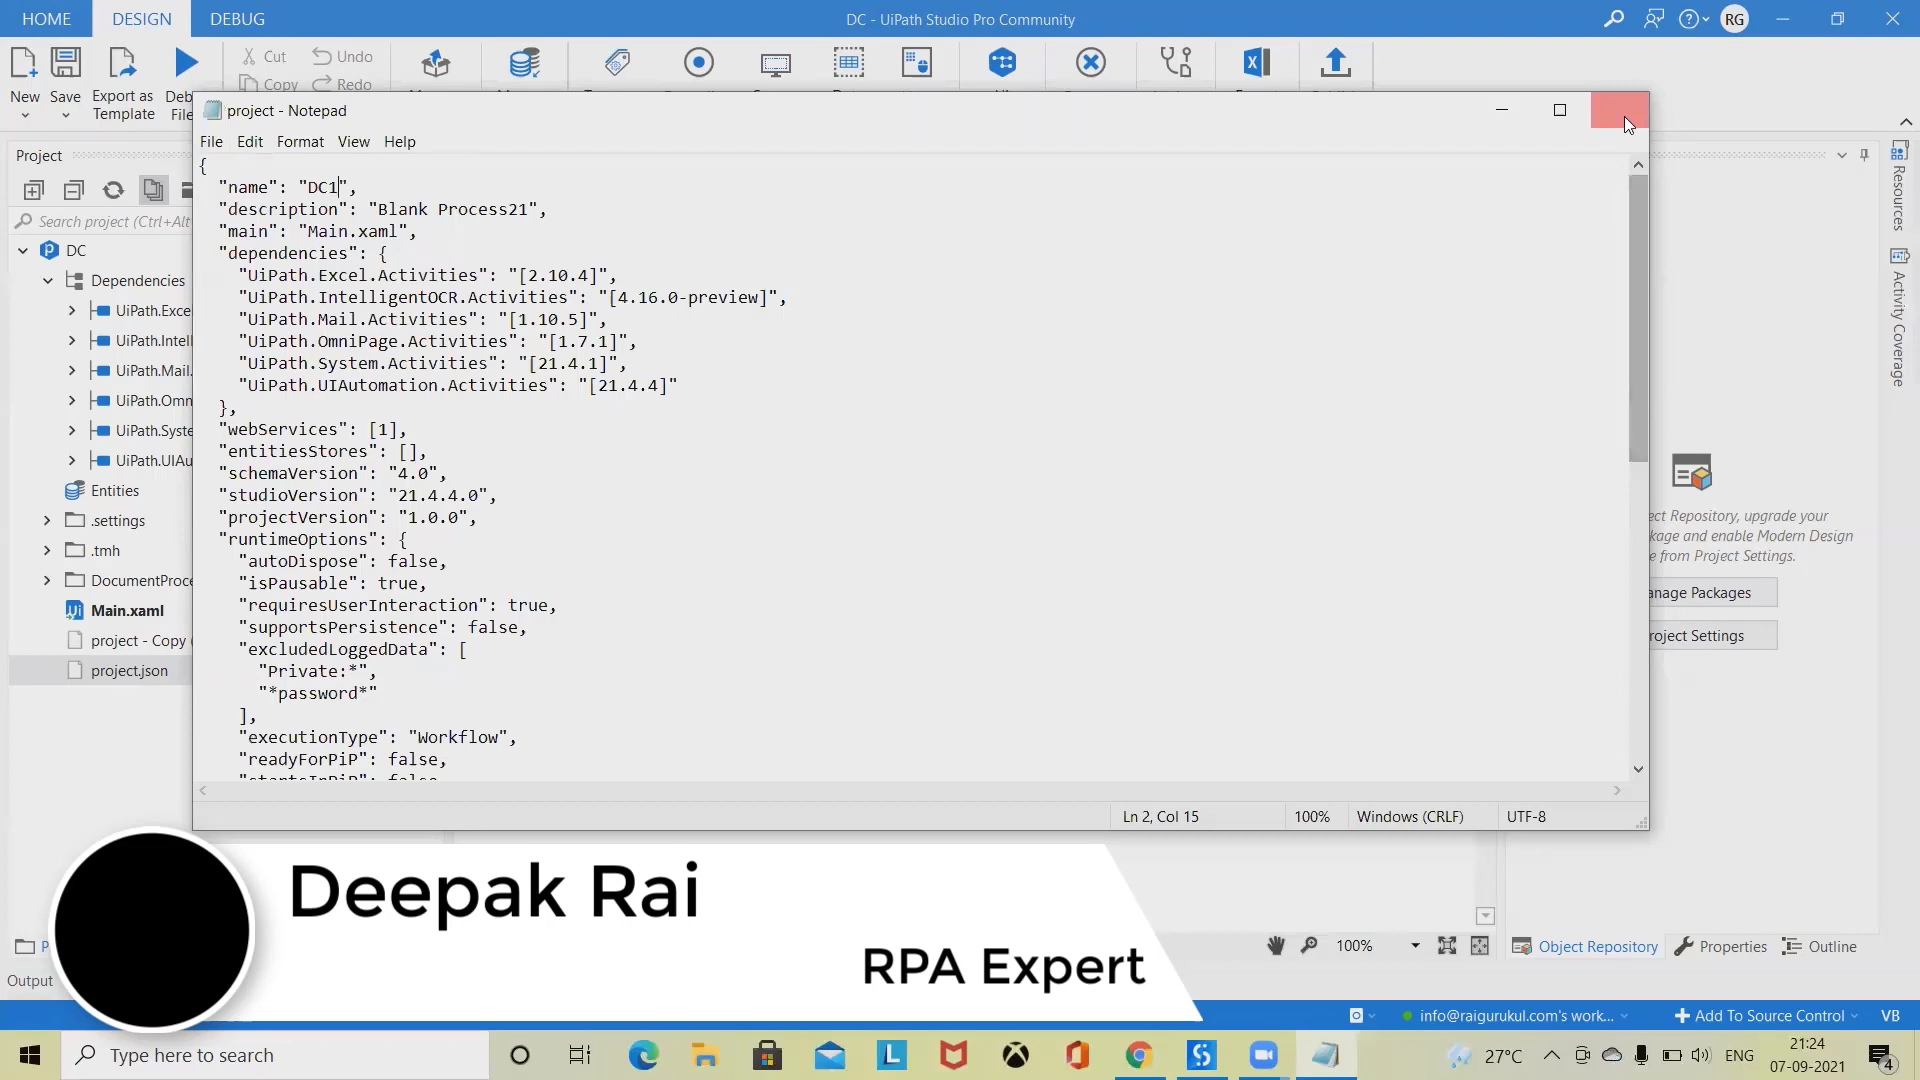 HOME DESIGN DEBUG DC - UiPath Studio Pro Community RG
Cut Undo
Copy Redo
New Save Export as Template
project - Notepad
File Edit Format View Help
Project
Search project (Ctrl+Alt
DC
Dependencies
UiPath.Exce
UiPath.Intell
UiPath.Mail.
UiPath.Omn
UiPath.Syste
UiPath.UIAu
Entities
.settings
.tmh
DocumentProce
Main.xaml
project - Copy (
project.json
{
"name": "DC1",
"description": "Blank Process21",
"main": "Main.xaml",
"dependencies": {
"UiPath.Excel.Activities": "[2.10.4]",
"UiPath.IntelligentOCR.Activities": "[4.16.0-preview]",
"UiPath.Mail.Activities": "[1.10.5]",
"UiPath.OmniPage.Activities": "[1.7.1]",
"UiPath.System.Activities": "[21.4.1]",
"UiPath.UIAutomation.Activities": "[21.4.4]"
},
"webServices": [1],
"entitiesStores": [],
"schemaVersion": "4.0",
"studioVersion": "21.4.4.0",
"projectVersion": "1.0.0",
"runtimeOptions": {
"autoDispose": false,
"isPausable": true,
"requiresUserInteraction": true,
"supportsPersistence": false,
"excludedLoggedData": [
"Private:*",
"*password*"
],
"executionType": "Workflow",
"readyForPiP": false,
"startsInPiP": false
Ln 2, Col 15 100% Windows (CRLF) UTF-8
Resources
Activity Coverage
ect Repository, upgrade your
kage and enable Modern Design
e from Project Settings.
anage Packages
roject Settings
Deepak Rai
RPA Expert
100%
Object Repository Properties Outline
Output
info@raigurukul.com's work... Add To Source Control VB
Type here to search
27°C ENG 21:24
07-09-2021
4